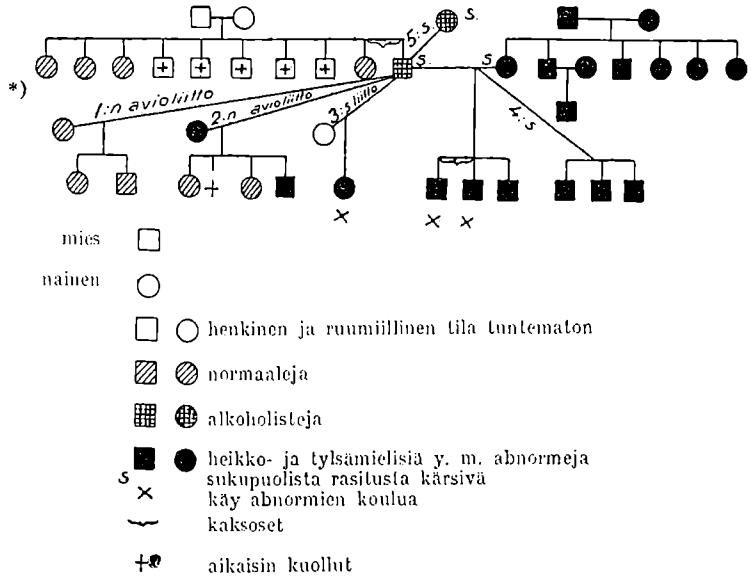 5:s. s.
s. s
*)
1:n avioliitto
2:n avioliitto
3:s liitto
4:s
x x x
mies
nainen
henkinen ja ruumiillinen tila tuntematon
normaaleja
alkoholisteja
heikko- ja tylsämielisiä y. m. abnormeja
s sukupuolista rasitusta kärsivä
x käy abnormien koulua
kaksoset
aikaisin kuollut